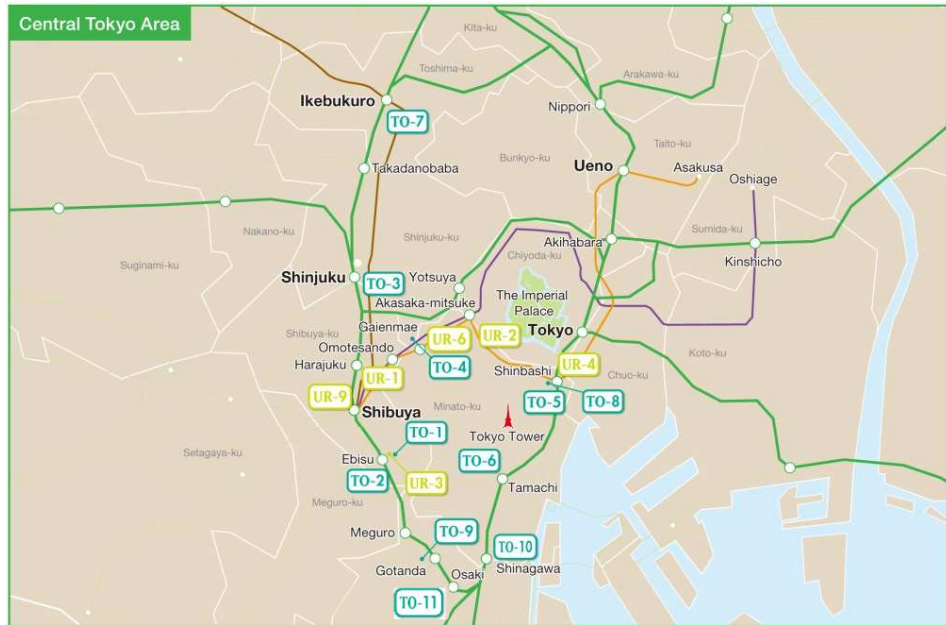 Central Tokyo Area
Kita-ku
Toshima-ku
Arakawa-ku
Ikebukuro
TO-7
Nippori
Taito-ku
Bunkyo-ku
Ueno
Asakusa
Takadanobaba
Oshiage
Nakano-ku
Shinjuku-ku
Sumida-ku
Akihabara
Chiyoda-ku
Suginami-ku
Kinshicho
Shinjuku
TO-3
Yotsuya
The Imperial
Palace
Akasaka-mitsuke
Gaienmae
Tokyo
Shibuya-ku
UR-6
UR-2
Omotesando
Koto-ku
Harajuku
TO-4
Shinbashi
UR-4
Chuo-ku
UR-1
UR-9
TO-5
TO-8
Minato-ku
Shibuya
Tokyo Tower
TO-1
Setagaya-ku
Ebisu
TO-6
TO-2
UR-3
Tamachi
Meguro-ku
Meguro
TO-9
TO-10
Gotanda
Osaki
Shinagawa
TO-11